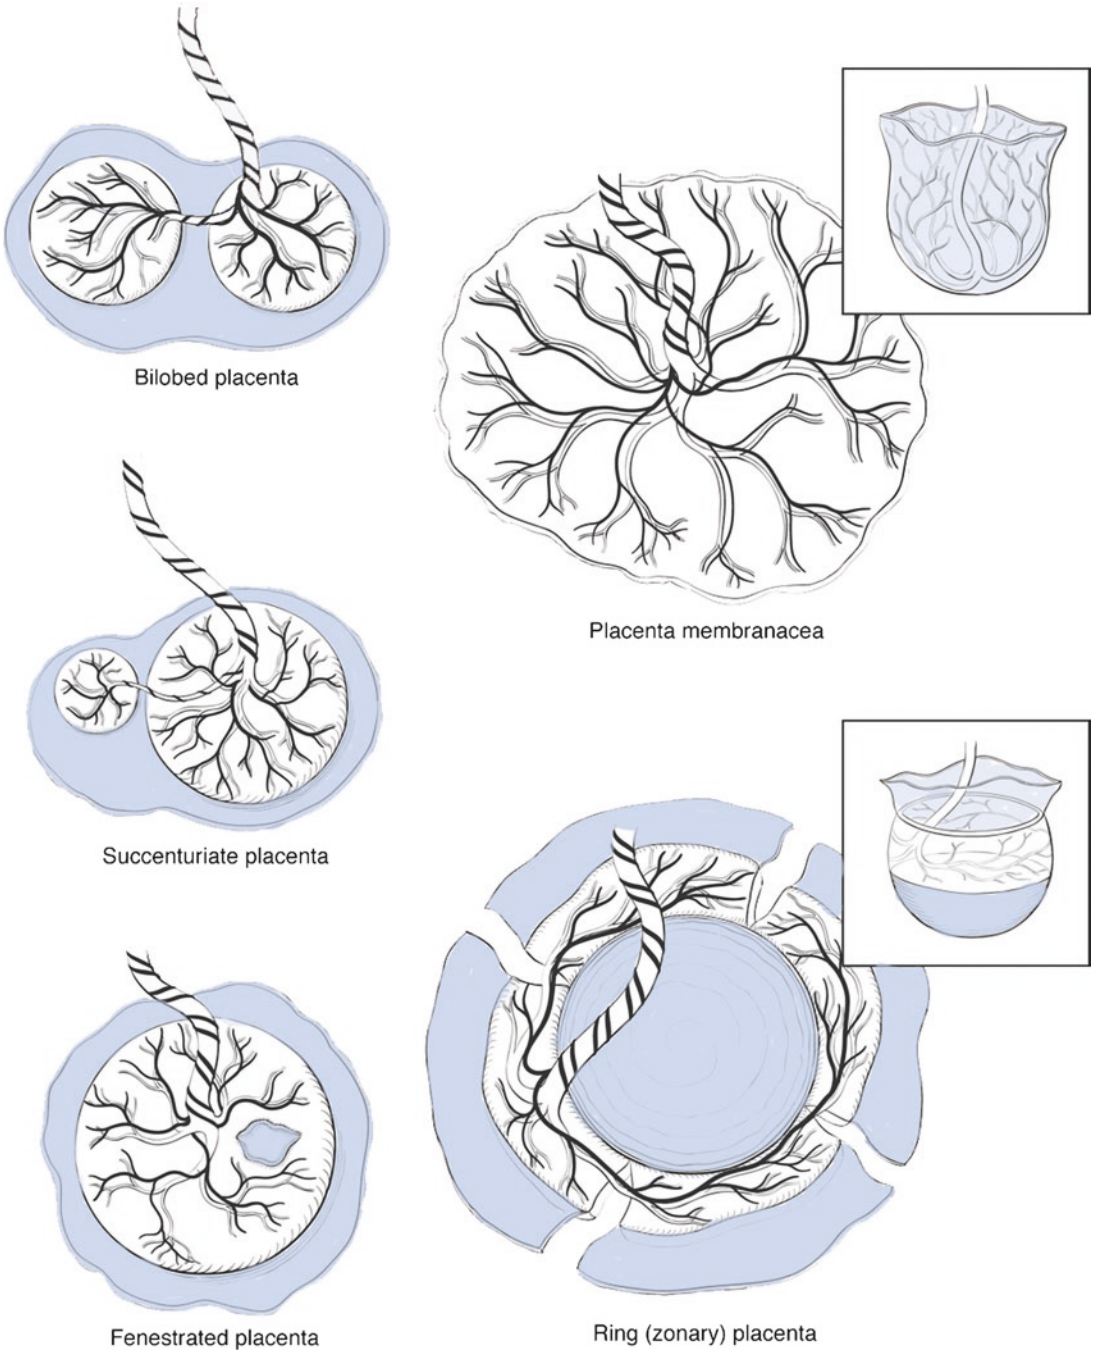 Bilobed placenta
Placenta membranacea
Succenturiate placenta
Fenestrated placenta
Ring (zonary) placenta